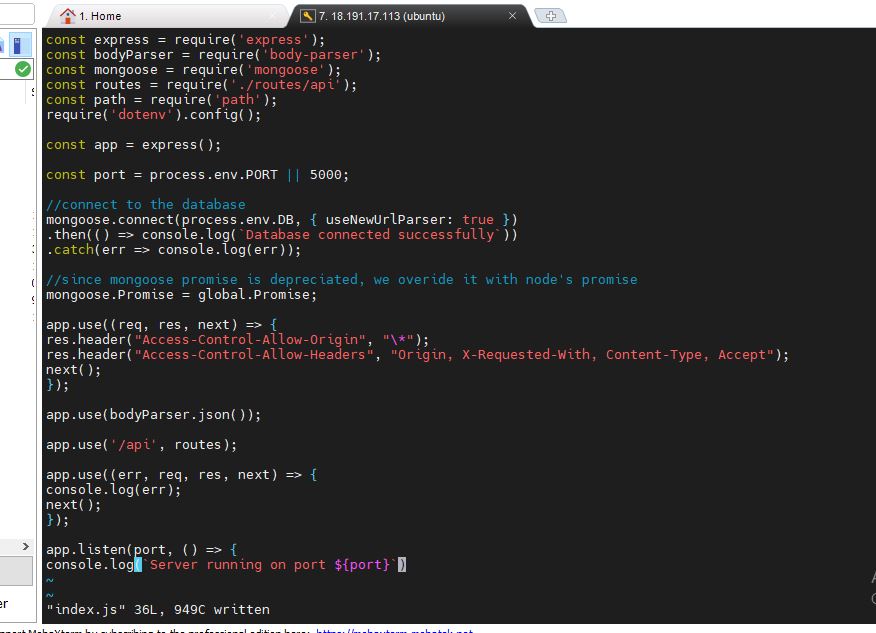 1. Home
7. 18.191.17.113 (ubuntu)
const express = require('express');
const bodyParser = require('body-parser');
const mongoose = require('mongoose');
const routes = require('./routes/api');
const path = require('path');
require('dotenv').config();
const app = express();
const port = process.env.PORT || 5000;
//connect to the database
mongoose.connect(process.env.DB, { useNewUrlParser: true })
.then(() => console.log(`Database connected successfully`))
.catch(err => console.log(err));
//since mongoose promise is depreciated, we overide it with node's promise
mongoose.Promise = global.Promise;
app.use((req, res, next) => {
res.header("Access-Control-Allow-Origin", "\*");
res.header("Access-Control-Allow-Headers", "Origin, X-Requested-With, Content-Type, Accept");
next();
});
app.use(bodyParser.json());
app.use('/api', routes);
app.use((err, req, res, next) => {
console.log(err);
next();
});
app.listen(port, () => {
console.log(`Server running on port ${port}`)
~
~
"index.js" 36L, 949C written